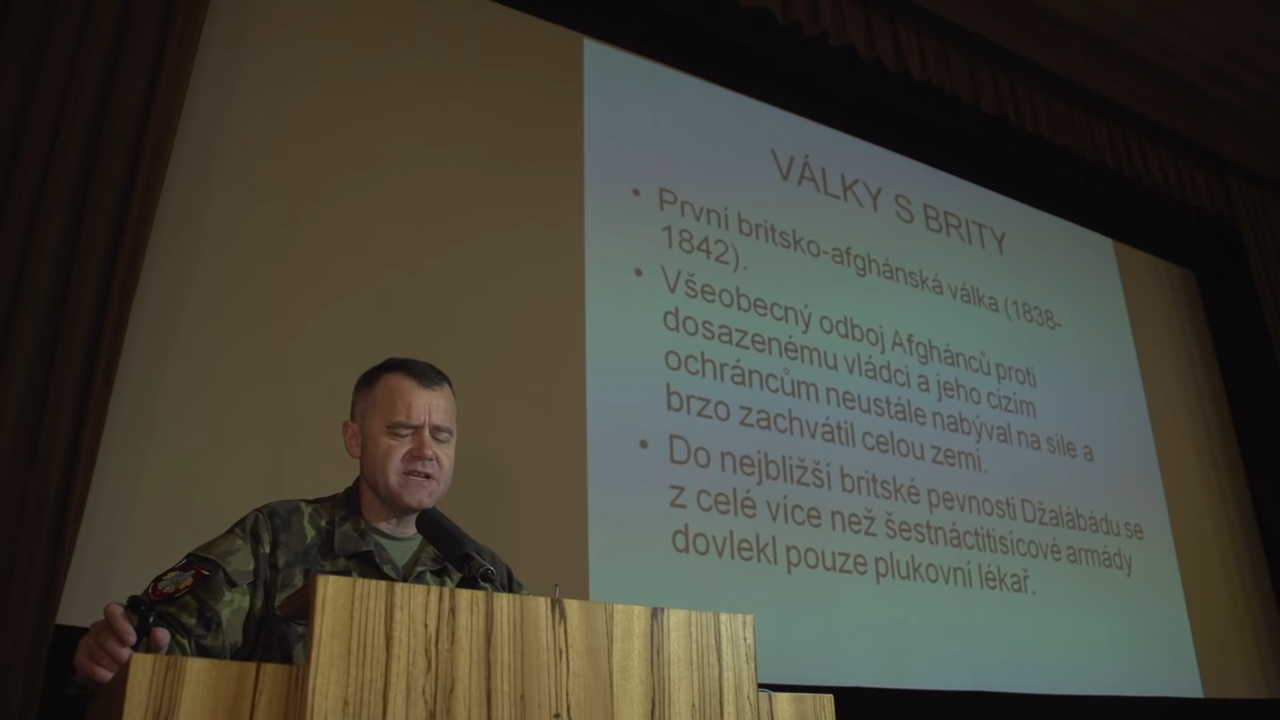 VÁLKY S BRITY
• První britsko-afghánská válka (1838-
1842).
• Všeobecný odboj Afghánců proti
dosazenému vládci a jeho cizím
ochráncům neustále nabýval na síle a
brzo zachvátil celou zemi.
• Do nejbližší britské pevnosti Džalábádu se
z celé více než šestnáctitisícové armády
dovlekl pouze plukovní lékař.